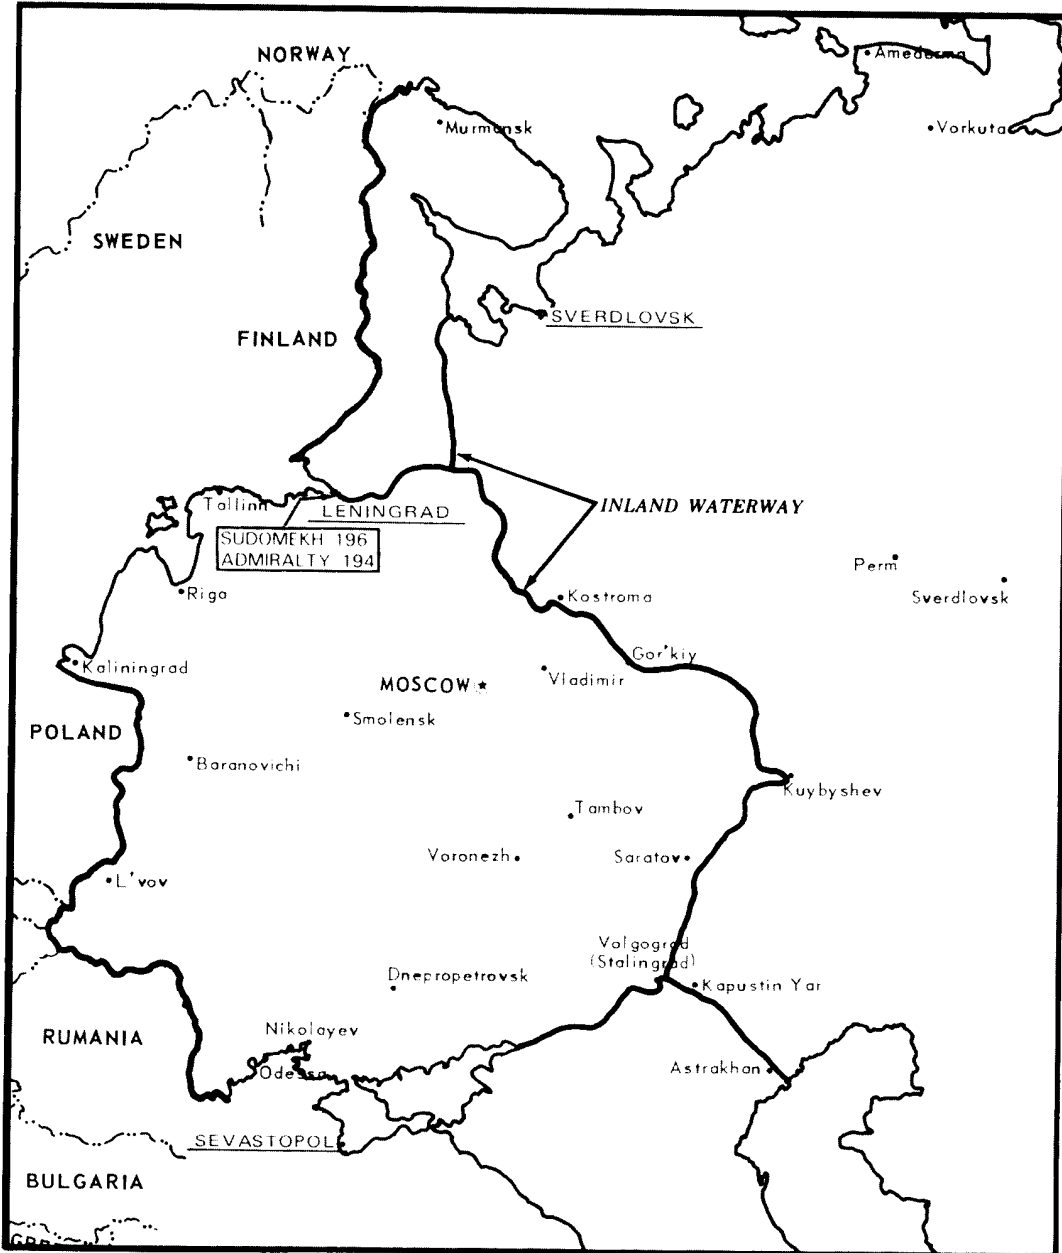 NORWAY
Amederma
Murmansk
Vorkuta
SWEDEN
SVERDLOVSK
FINLAND
Tallinn
LENINGRAD
INLAND WATERWAY
SUDOMEKH 196
ADMIRALTY 194
Perm
Sverdlovsk
Riga
Kostroma
Gor'kiy
Kaliningrad
Vladimir
MOSCOW
Smolensk
POLAND
Baranovichi
Kuybyshev
Tambov
Voronezh
Saratov
L'vov
Volgograd
(Stalingrad)
Dnepropetrovsk
Kapustin Yar
Nikolayev
RUMANIA
Odessa
Astrakhan
SEVASTOPOL
BULGARIA